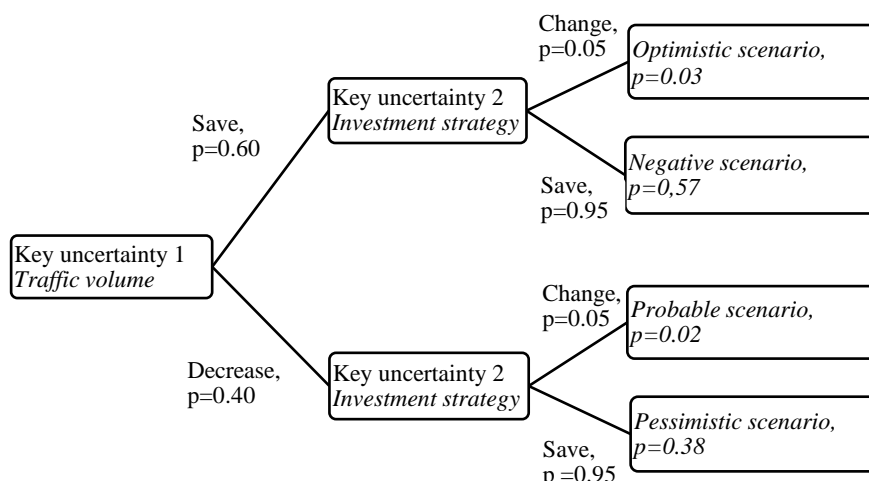 Change,
p=0.05
Optimistic scenario,
p=0.03
Key uncertainty 2
Investment strategy
Save,
p=0.60
Negative scenario,
p=0,57
Save,
p=0.95
Key uncertainty 1
Traffic volume
Change,
p=0.05
Probable scenario,
p=0.02
Decrease,
p=0.40
Key uncertainty 2
Investment strategy
Pessimistic scenario,
p=0.38
Save,
p =0.95